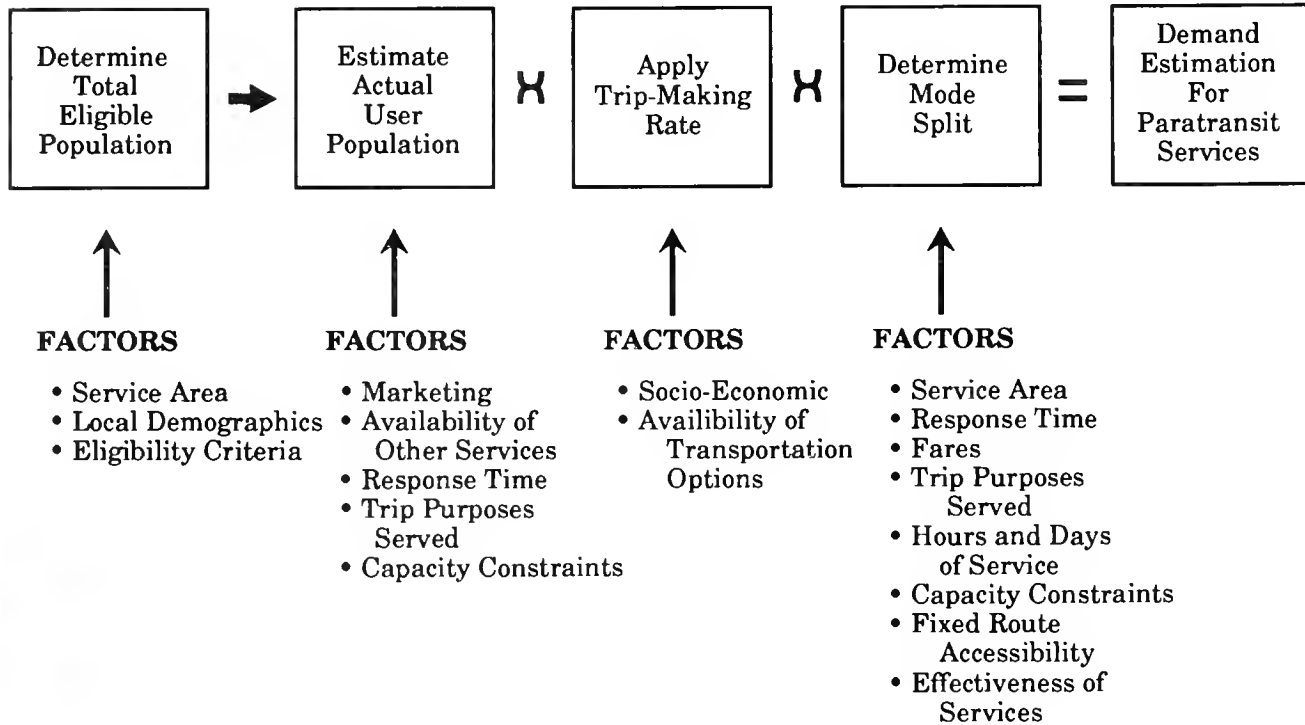 Determine
Total
Eligible
Population
Estimate
Actual
User
Population
X
Apply
Trip-Making
Rate
X
Determine
Mode
Split
=
Demand
Estimation
For
Paratransit
Services
FACTORS
• Service Area
• Local Demographics
• Eligibility Criteria
FACTORS
• Marketing
• Availability of
Other Services
• Response Time
• Trip Purposes
Served
• Capacity Constraints
FACTORS
• Socio-Economic
• Availibility of
Transportation
Options
FACTORS
• Service Area
• Response Time
• Fares
• Trip Purposes
Served
• Hours and Days
of Service
• Capacity Constraints
• Fixed Route
Accessibility
• Effectiveness of
Services